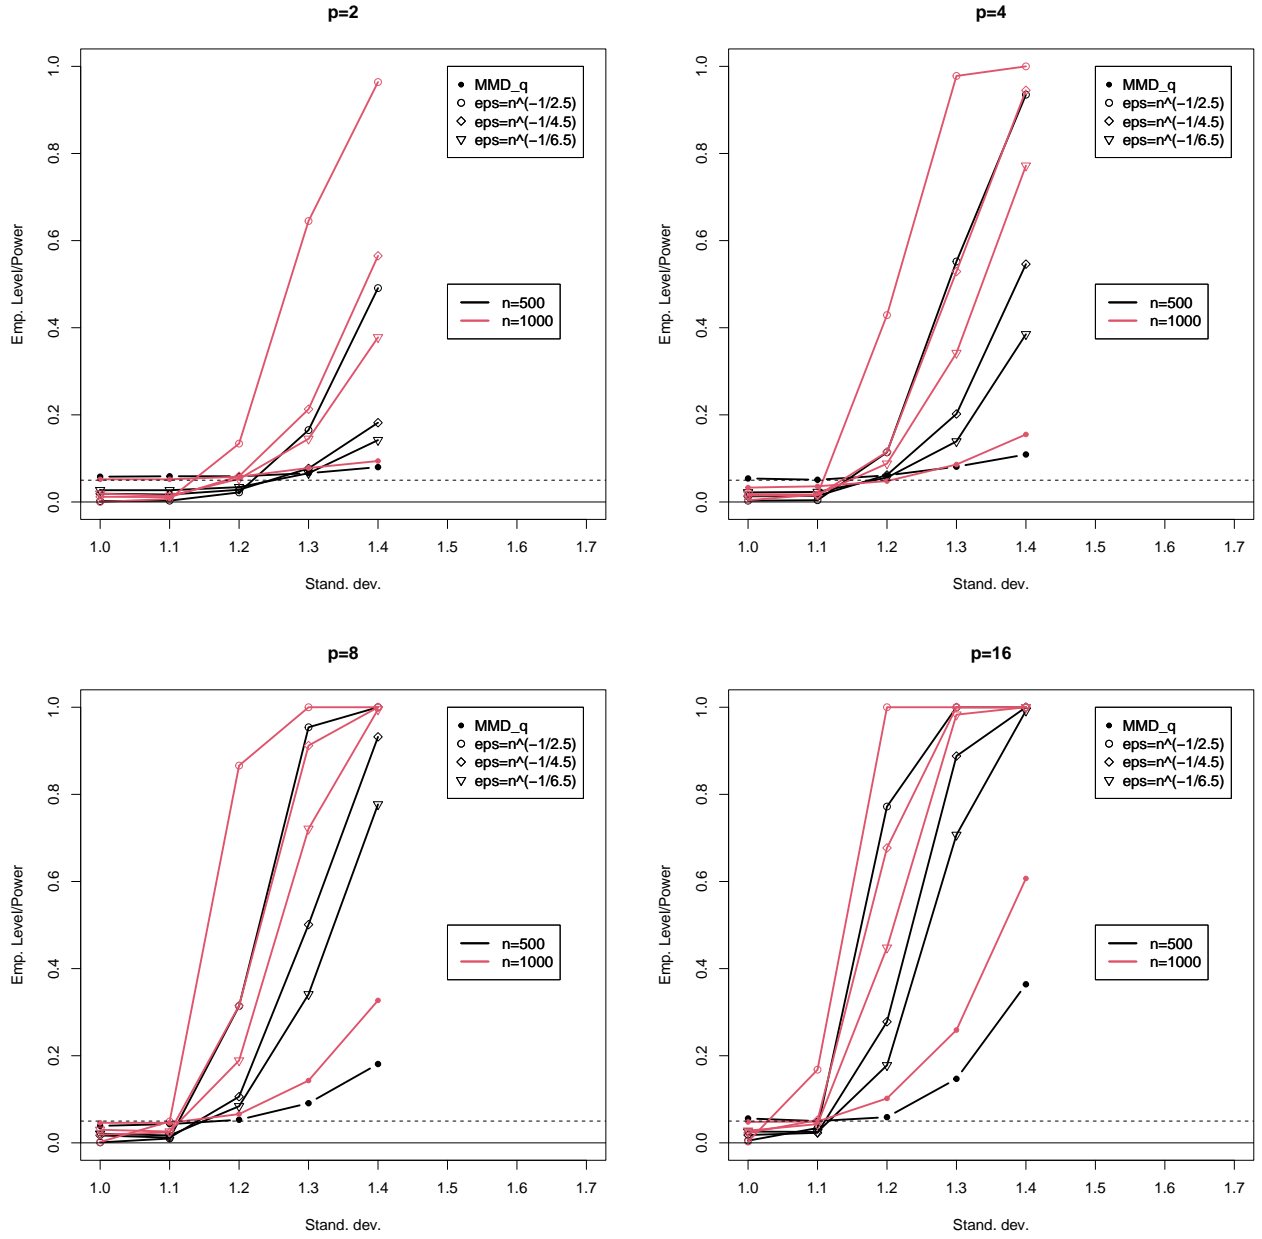 p=2
1.0
0.8
0.6
0.4
0.2
0.0
Emp. Level/Power
MMD_q
eps=n^(-1/2.5)
eps=n^(-1/4.5)
eps=n^(-1/6.5)
n=500
n=1000
1.0 1.1 1.2 1.3 1.4 1.5 1.6 1.7
Stand. dev.
p=4
1.0
0.8
0.6
0.4
0.2
0.0
Emp. Level/Power
MMD_q
eps=n^(-1/2.5)
eps=n^(-1/4.5)
eps=n^(-1/6.5)
n=500
n=1000
1.0 1.1 1.2 1.3 1.4 1.5 1.6 1.7
Stand. dev.
p=8
1.0
0.8
0.6
0.4
0.2
0.0
Emp. Level/Power
MMD_q
eps=n^(-1/2.5)
eps=n^(-1/4.5)
eps=n^(-1/6.5)
n=500
n=1000
1.0 1.1 1.2 1.3 1.4 1.5 1.6 1.7
Stand. dev.
p=16
1.0
0.8
0.6
0.4
0.2
0.0
Emp. Level/Power
MMD_q
eps=n^(-1/2.5)
eps=n^(-1/4.5)
eps=n^(-1/6.5)
n=500
n=1000
1.0 1.1 1.2 1.3 1.4 1.5 1.6 1.7
Stand. dev.